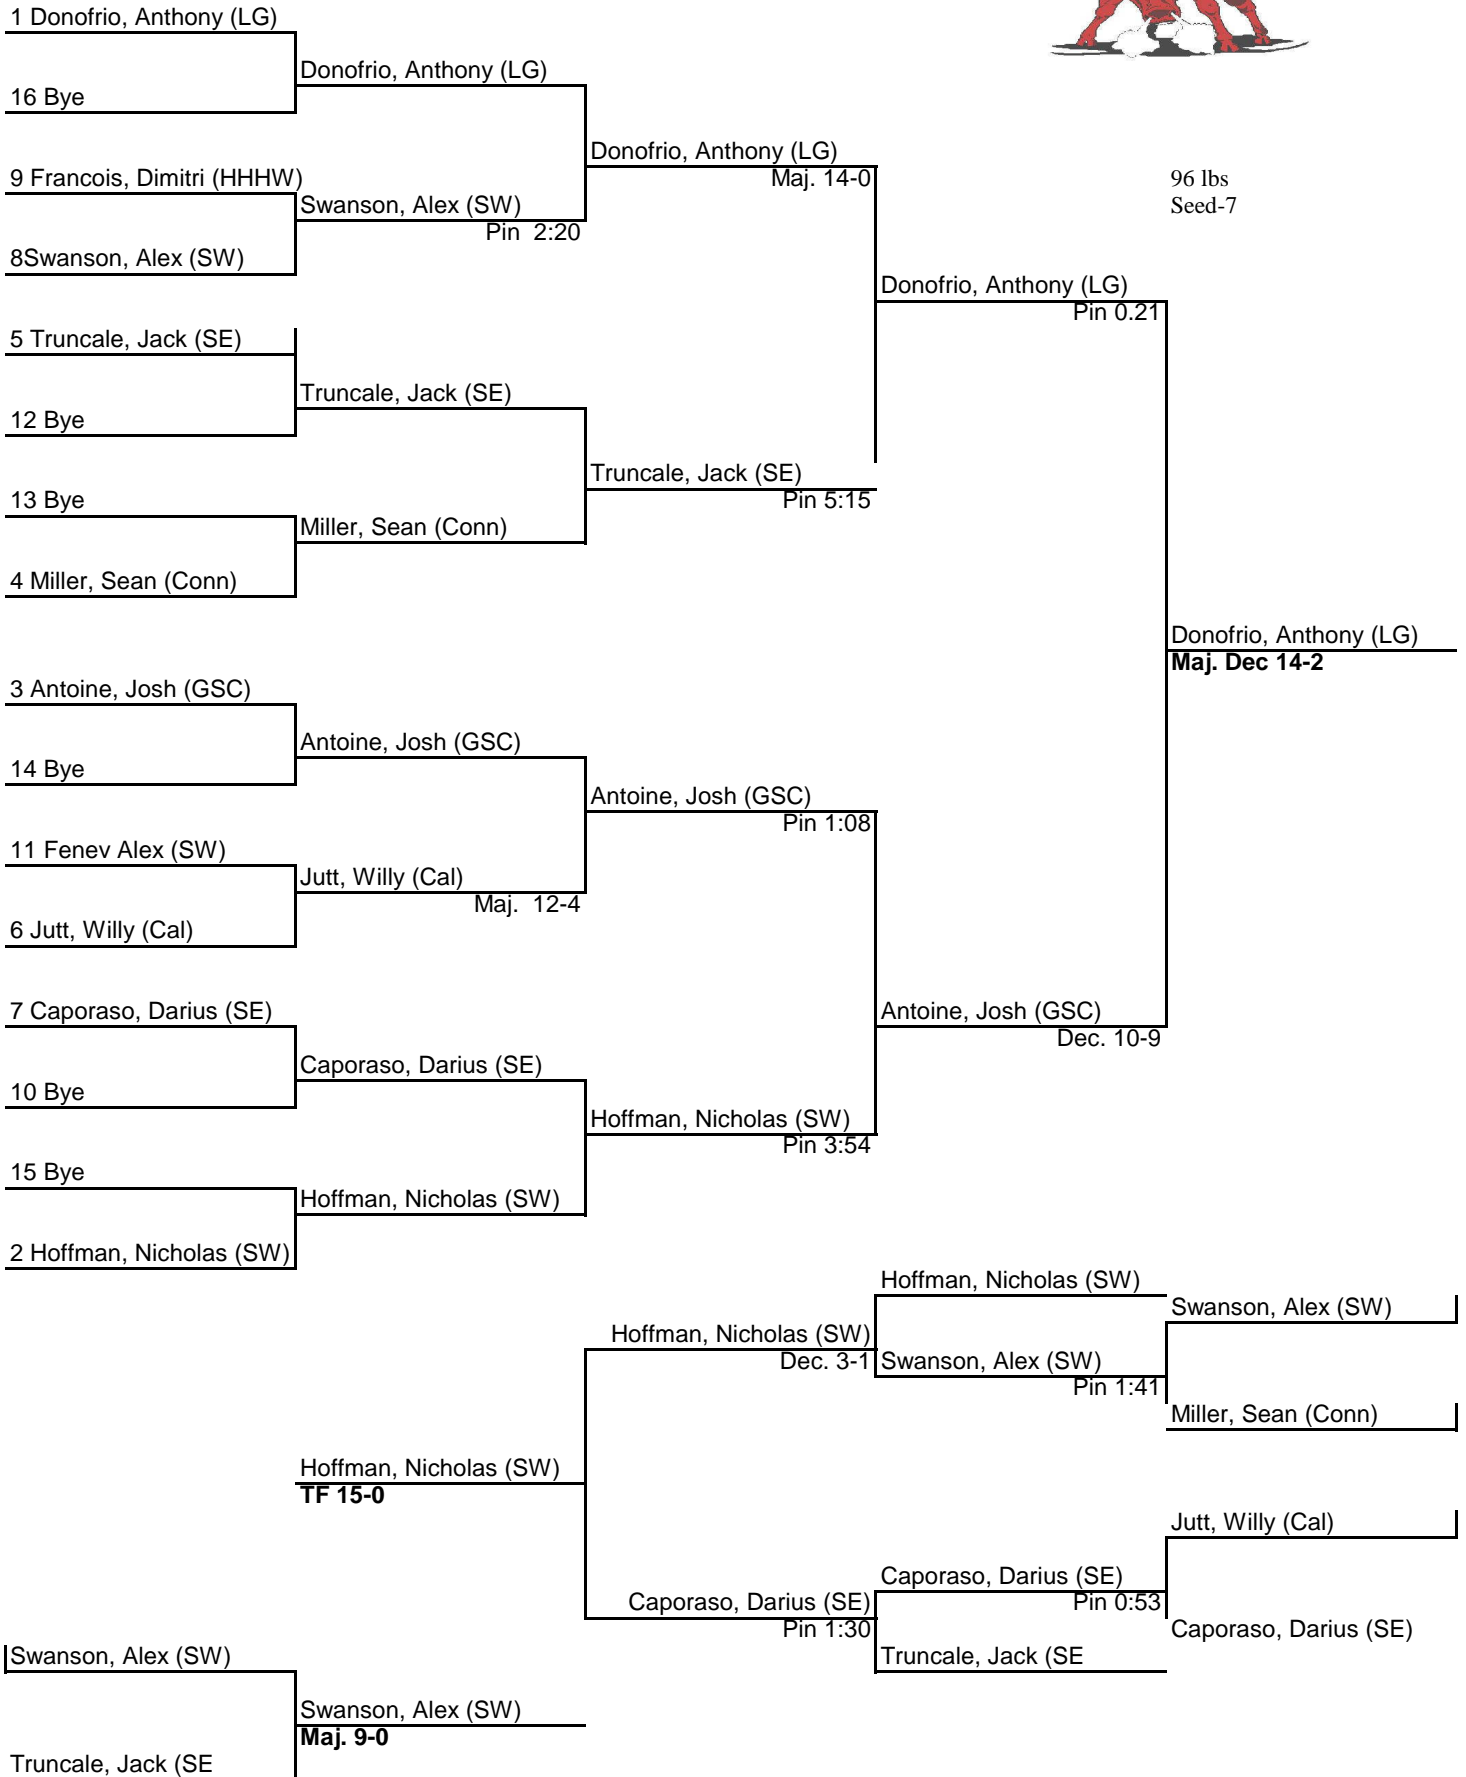 1 Donofrio, Anthony (LG)
Donofrio, Anthony (LG)
16 Bye
Donofrio, Anthony (LG)
Maj. 14-0
9 Francois, Dimitri (HHHW)
96 lbs
Swanson, Alex (SW)
Seed-7
Pin  2:20
8Swanson, Alex (SW)
Donofrio, Anthony (LG)
Pin 0.21
5 Truncale, Jack (SE)
Truncale, Jack (SE)
12 Bye
Truncale, Jack (SE)
Pin 5:15
13 Bye
Miller, Sean (Conn)
4 Miller, Sean (Conn)
Donofrio, Anthony (LG)
Maj. Dec 14-2
3 Antoine, Josh (GSC)
Antoine, Josh (GSC)
14 Bye
Antoine, Josh (GSC)
Pin 1:08
11 Fenev Alex (SW)
Jutt, Willy (Cal)
Maj.  12-4
6 Jutt, Willy (Cal)
7 Caporaso, Darius (SE)
Antoine, Josh (GSC)
Dec. 10-9
Caporaso, Darius (SE)
10 Bye
Hoffman, Nicholas (SW)
Pin 3:54
15 Bye
Hoffman, Nicholas (SW)
2 Hoffman, Nicholas (SW)
Hoffman, Nicholas (SW)
Swanson, Alex (SW)
Hoffman, Nicholas (SW)
Dec. 3-1
Swanson, Alex (SW)
Pin 1:41
Miller, Sean (Conn)
Hoffman, Nicholas (SW)
TF 15-0
Jutt, Willy (Cal)
Caporaso, Darius (SE)
Pin 0:53
Caporaso, Darius (SE)
Pin 1:30
Caporaso, Darius (SE)
Swanson, Alex (SW)
Truncale, Jack (SE
Swanson, Alex (SW)
Maj. 9-0
Truncale, Jack (SE